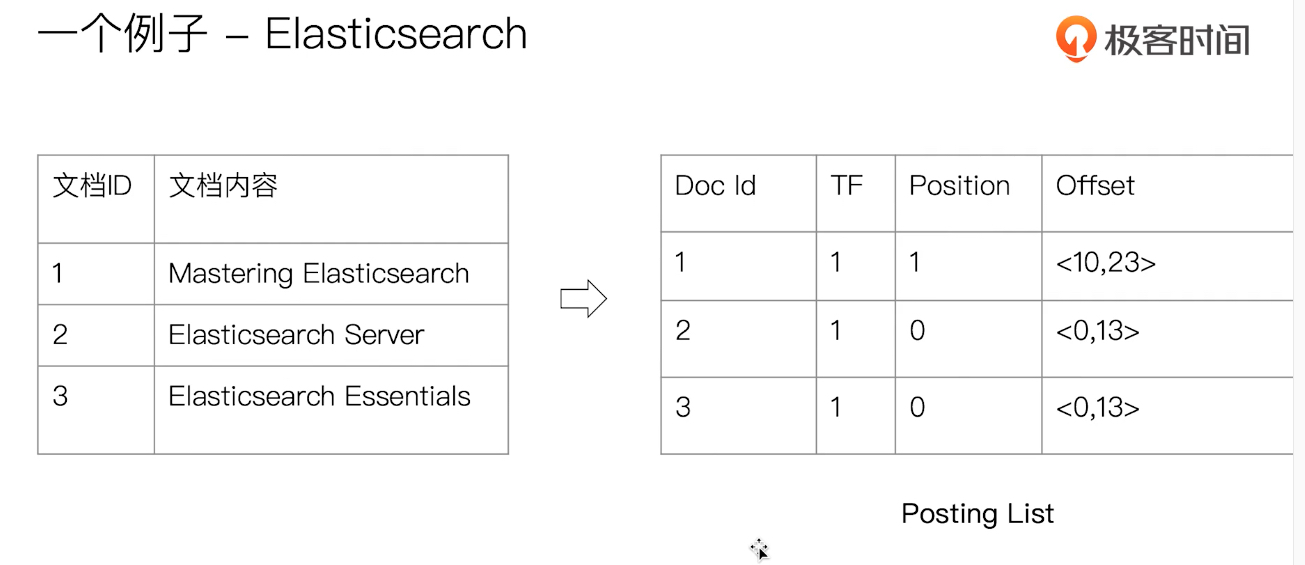 一个例子 – Elasticsearch
极客时间
文档ID 文档内容
1 Mastering Elasticsearch
2 Elasticsearch Server
3 Elasticsearch Essentials
Doc Id TF Position Offset
1 1 1 <10,23>
2 1 0 <0,13>
3 1 0 <0,13>
Posting List